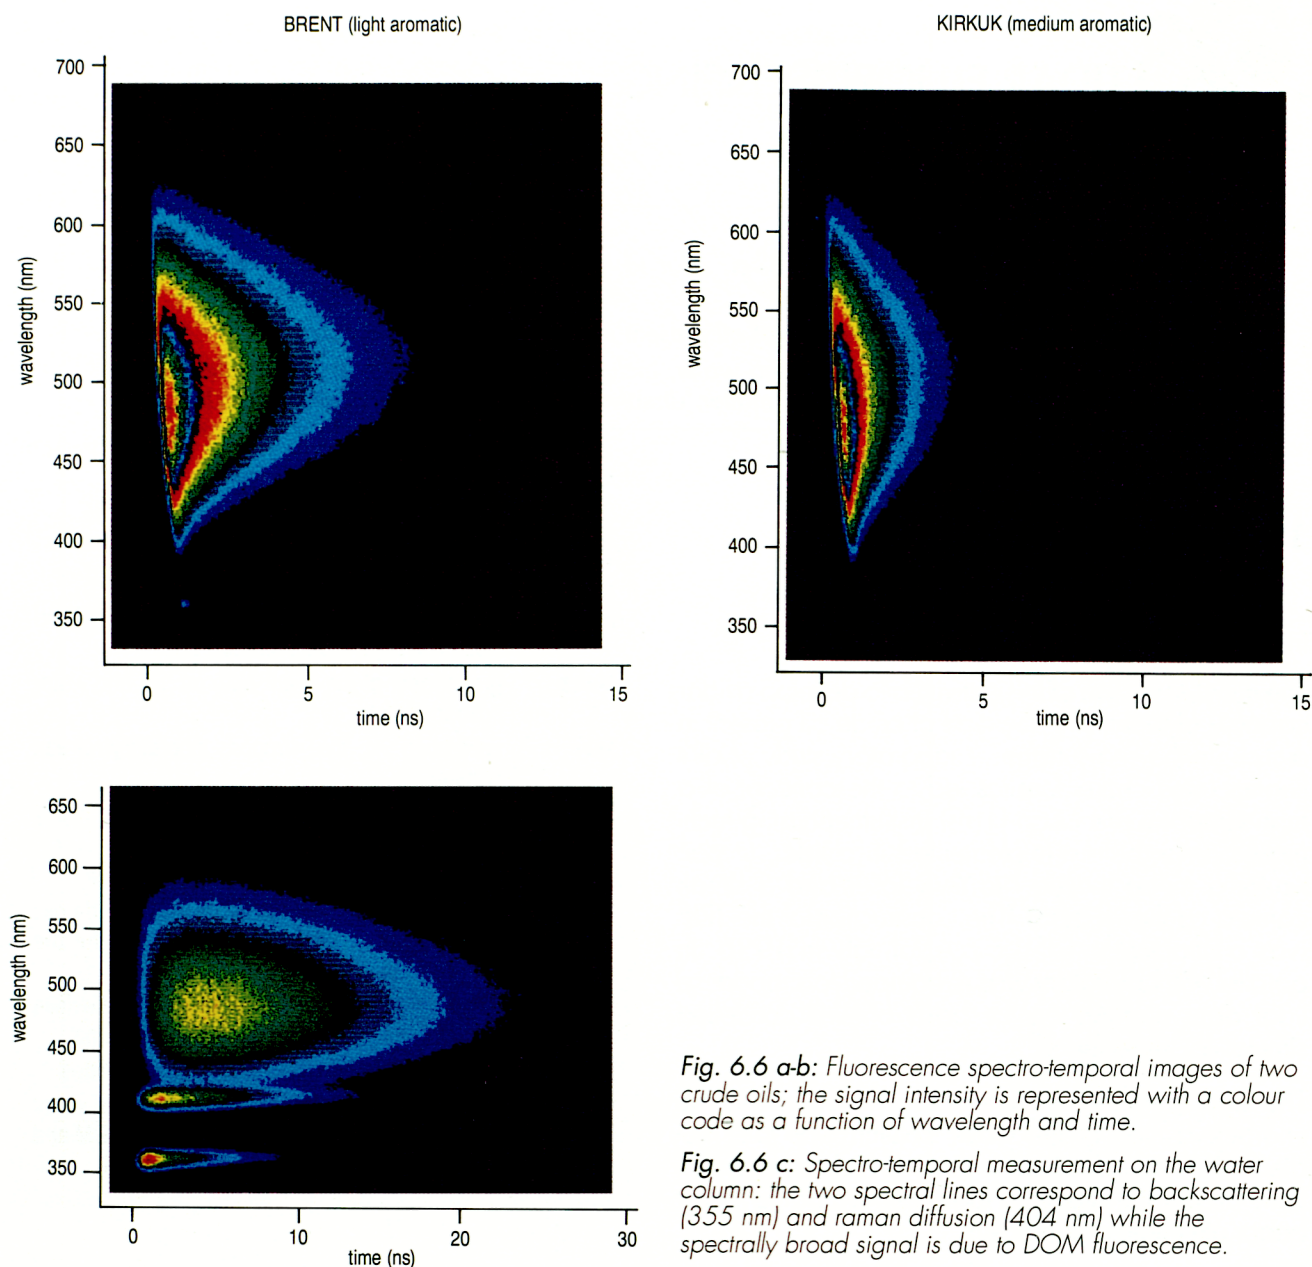 BRENT (light aromatic)
700
650
600
550
500
450
400
350
wavelength (nm)
0 5 10 15
time (ns)
KIRKUK (medium aromatic)
700
650
600
550
500
450
400
350
wavelength (nm)
0 5 10 15
time (ns)
650
600
550
500
450
400
350
wavelength (nm)
0 10 20 30
time (ns)
Fig. 6.6 a-b: Fluorescence spectro-temporal images of two
crude oils; the signal intensity is represented with a colour
code as a function of wavelength and time.
Fig. 6.6 c: Spectro-temporal measurement on the water
column: the two spectral lines correspond to backscattering
(355 nm) and raman diffusion (404 nm) while the
spectrally broad signal is due to DOM fluorescence.